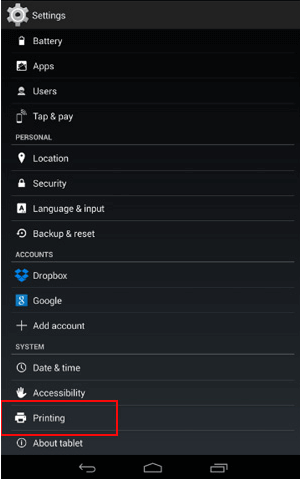 Settings
Battery
Apps
Users
Tap & pay
PERSONAL
Location
Security
A Language & input
Backup & reset
ACCOUNTS
Dropbox
8 Google
Add account
SYSTEM
Date & time
Accessibility
Printing
About tablet